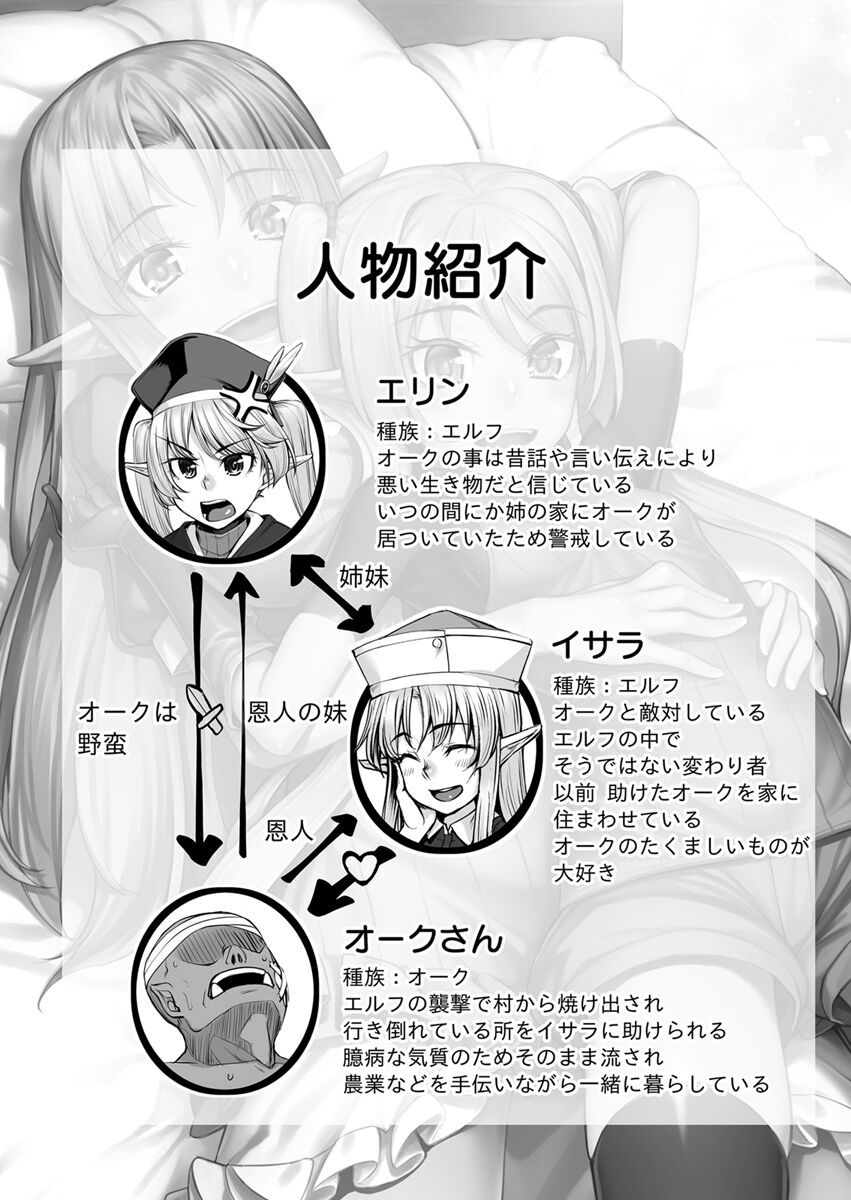 人物紹介
エリン
種族：エルフ
オークの事は昔話や言い伝えにより
悪い生き物だと信じている
いつの間にか姉の家にオークが
居ついていたため警戒している
姉妹
イサラ
種族：エルフ
オークと敵対している
エルフの中で
そうではない変わり者
以前 助けたオークを家に
住まわせている
オークのたくましいものが
大好き
オークは
野蛮
恩人の妹
恩人
オークさん
種族：オーク
エルフの襲撃で村から焼け出され
行き倒れている所をイサラに助けられる
臆病な気質のためそのまま流され
農業などを手伝いながら一緒に暮らしている